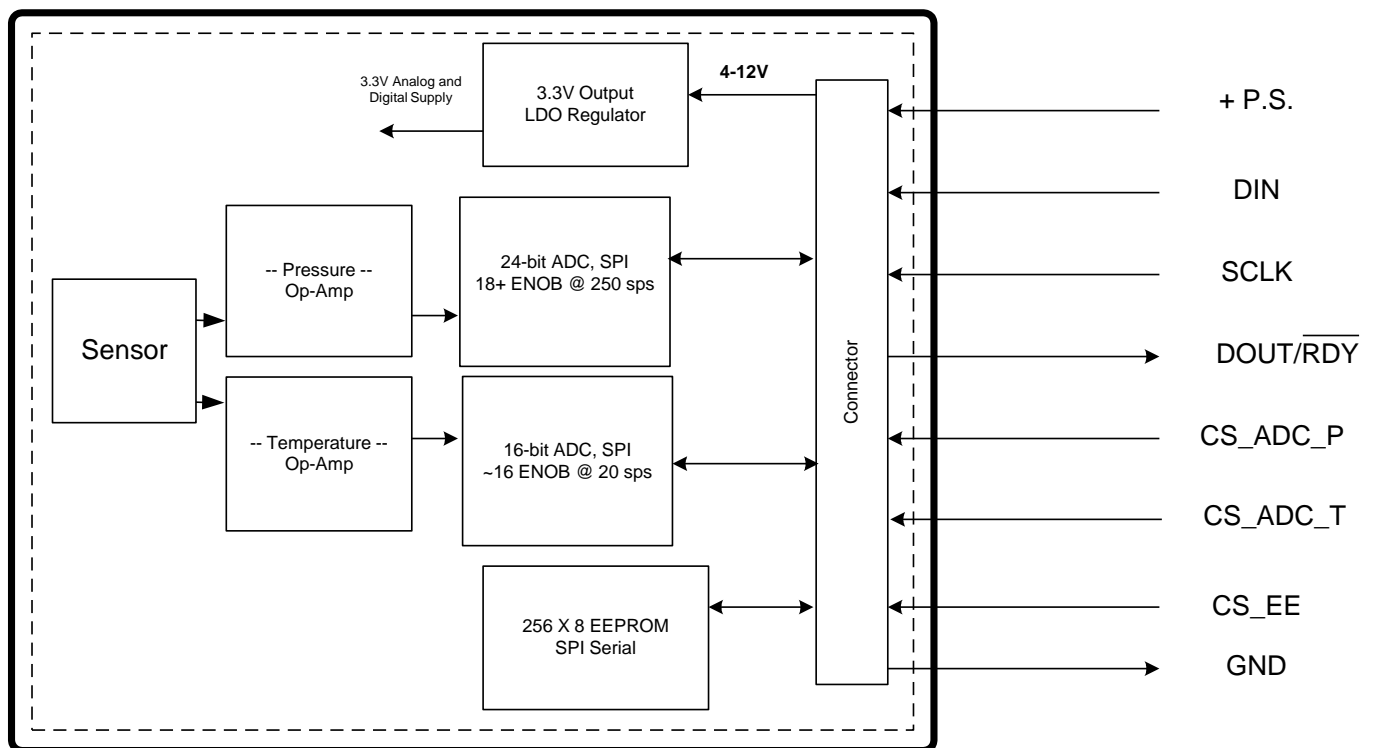 3.3V Analog and
Digital Supply
3.3V Output
LDO Regulator
4-12V
+ P.S.
DIN
-- Pressure --
Op-Amp
24-bit ADC, SPI
18+ ENOB @ 250 sps
SCLK
Sensor
DOUT/RDY
Connector
-- Temperature --
Op-Amp
16-bit ADC, SPI
~16 ENOB @ 20 sps
CS_ADC_P
CS_ADC_T
256 X 8 EEPROM
SPI Serial
CS_EE
GND